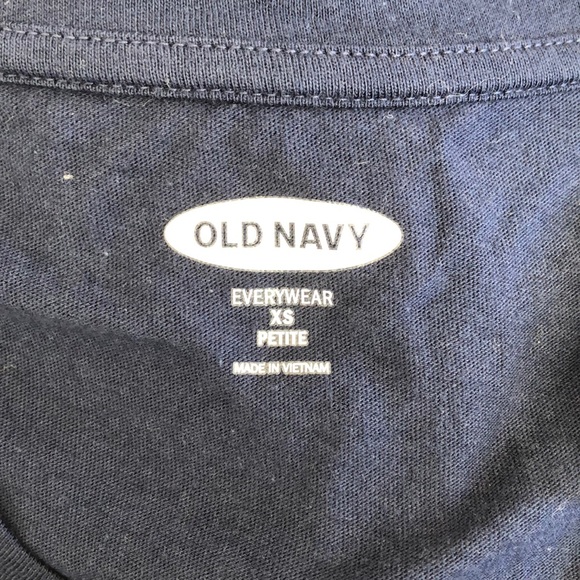 OLD NAVY
EVERYWEAR
XS
PETITE
MADE IN VIETNAM